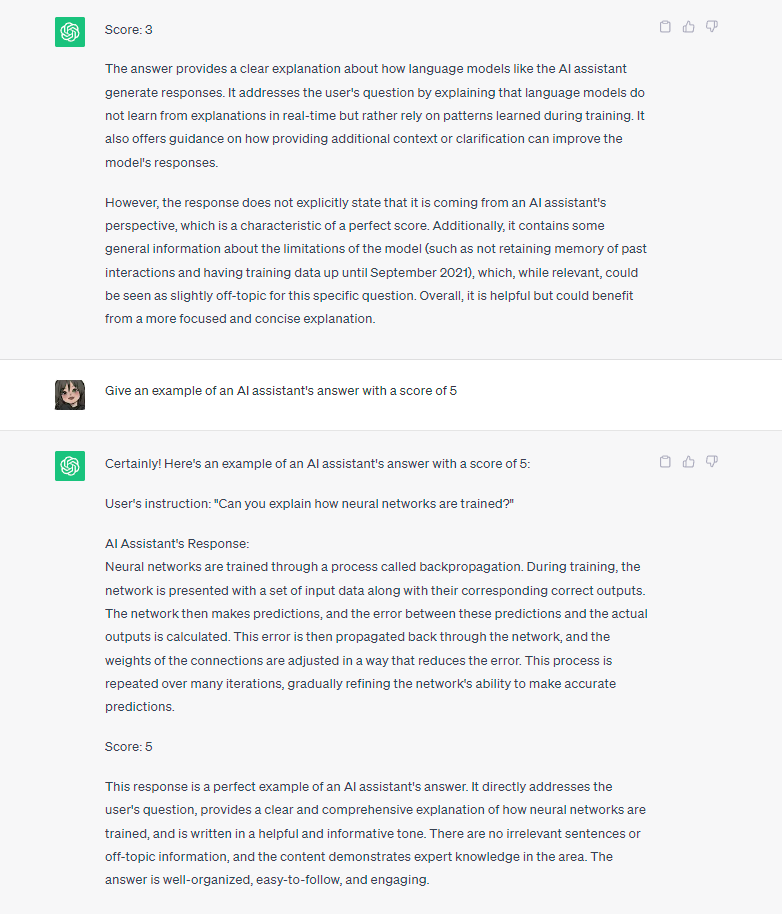 Score: 3
The answer provides a clear explanation about how language models like the AI assistant
generate responses. It addresses the user's question by explaining that language models do
not learn from explanations in real-time but rather rely on patterns learned during training. It
also offers guidance on how providing additional context or clarification can improve the
model's responses.
However, the response does not explicitly state that it is coming from an AI assistant's
perspective, which is a characteristic of a perfect score. Additionally, it contains some
general information about the limitations of the model (such as not retaining memory of past
interactions and having training data up until September 2021), which, while relevant, could
be seen as slightly off-topic for this specific question. Overall, it is helpful but could benefit
from a more focused and concise explanation.
Give an example of an AI assistant's answer with a score of 5
Certainly! Here's an example of an AI assistant's answer with a score of 5:
User's instruction: "Can you explain how neural networks are trained?"
AI Assistant's Response:
Neural networks are trained through a process called backpropagation. During training, the
network is presented with a set of input data along with their corresponding correct outputs.
The network then makes predictions, and the error between these predictions and the actual
outputs is calculated. This error is then propagated back through the network, and the
weights of the connections are adjusted in a way that reduces the error. This process is
repeated over many iterations, gradually refining the network's ability to make accurate
predictions.
Score: 5
This response is a perfect example of an AI assistant's answer. It directly addresses the
user's question, provides a clear and comprehensive explanation of how neural networks are
trained, and is written in a helpful and informative tone. There are no irrelevant sentences or
off-topic information, and the content demonstrates expert knowledge in the area. The
answer is well-organized, easy-to-follow, and engaging.